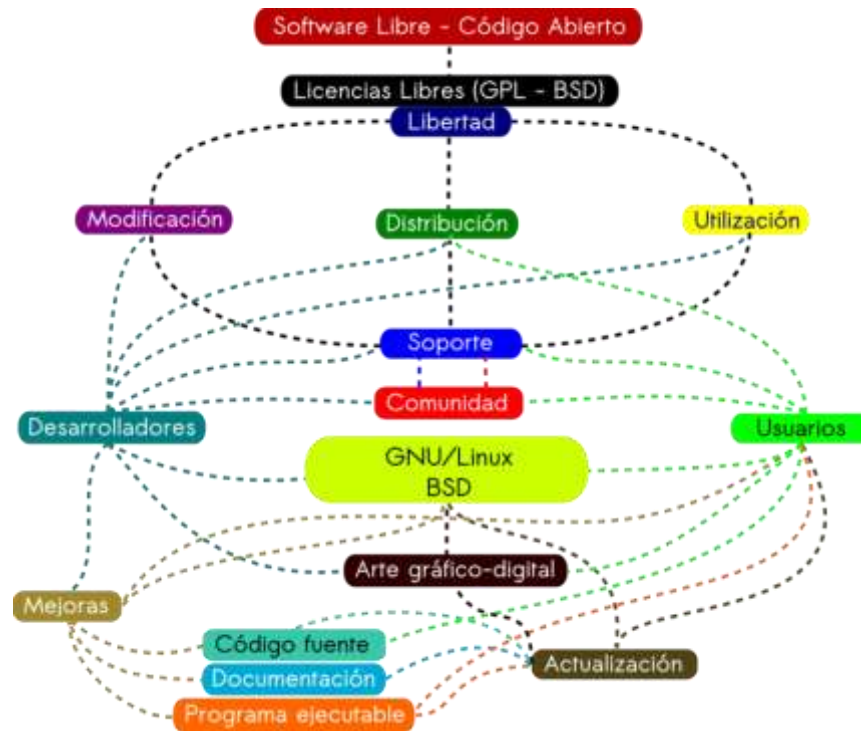 Software Libre - Código Abierto
Licencias Libres (GPL - BSD)
Libertad
Modificación
Distribución
Utilización
Soporte
Comunidad
Desarrolladores
Usuarios
GNU/Linux
BSD
Arte gráfico-digital
Mejoras
Código fuente
Actualización
Documentación
Programa ejecutable